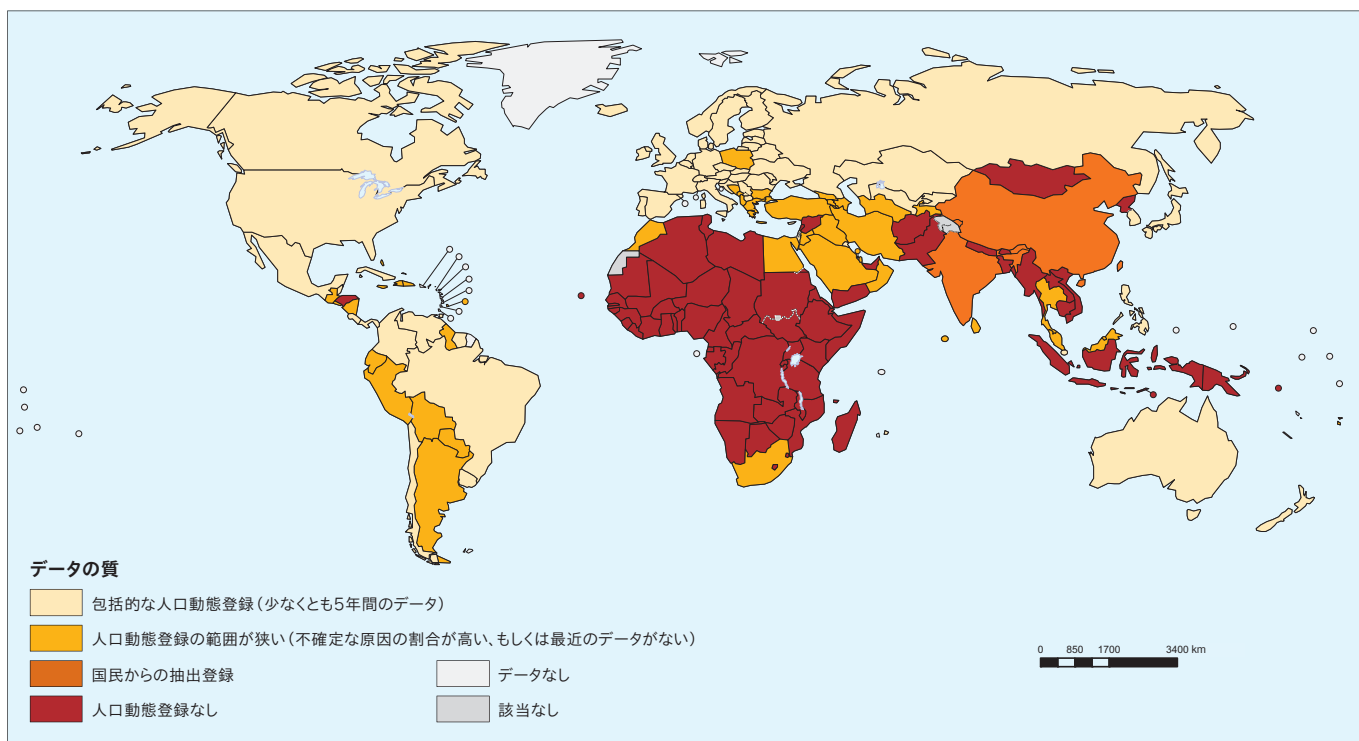 データの質
包括的な人口動態登録（少なくとも5年間のデータ）
人口動態登録の範囲が狭い（不確定な原因の割合が高い、もしくは最近のデータがない）
国民からの抽出登録
人口動態登録なし
データなし
該当なし
0 850 1700 3400 km